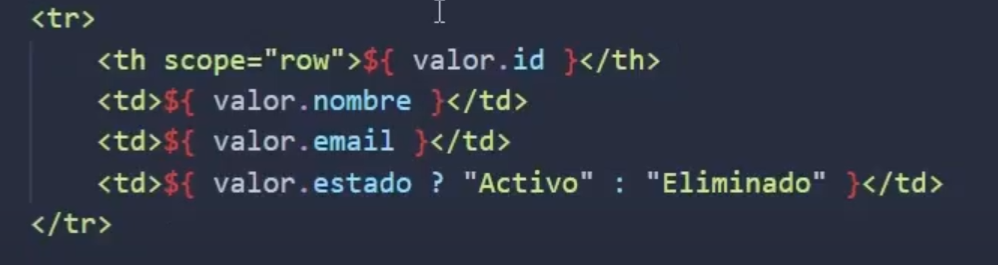 <tr>
<th scope="row">${ valor.id }</th>
<td>${ valor.nombre }</td>
<td>${ valor.email }</td>
<td>${ valor.estado ? "Activo" : "Eliminado" }</td>
</tr>